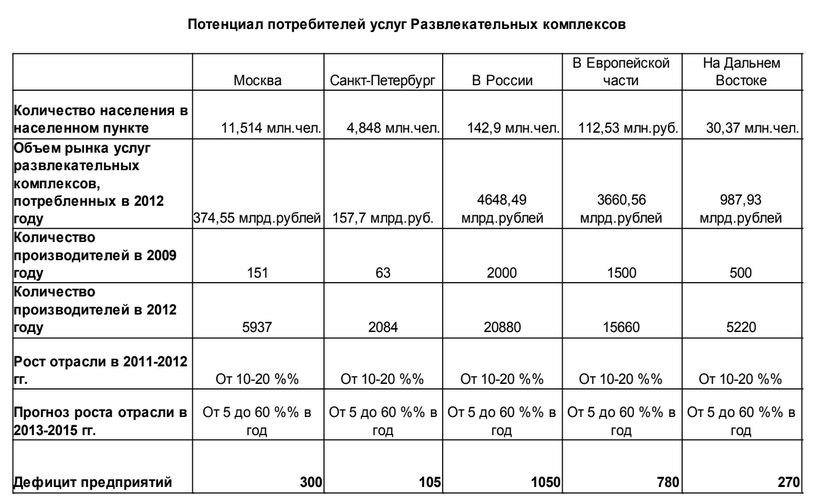 Потенциал потребителей услуг Развлекательных комплексов
Москва
Санкт-Петербург
В России
В Европейской
части
На Дальнем
Востоке
Количество населения в
населенном пункте
11,514 млн.чел.
4,848 млн.чел.
142,9 млн.чел.
112,53 млн.руб.
30,37 млн.чел.
Объем рынка услуг
развлекательных
комплексов,
потребленных в 2012
году
374,55 млрд.рублей
157,7 млрд.руб.
4648,49
млрд.рублей
3660,56
млрд.рублей
987,93
млрд.рублей
Количество
производителей в 2009
году
151
63
2000
1500
500
Количество
производителей в 2012
году
5937
2084
20880
15660
5220
Рост отрасли в 2011-2012
гг.
От 10-20 %%
От 10-20 %%
От 10-20 %%
От 10-20 %%
От 10-20 %%
Прогноз роста отрасли в
2013-2015 гг.
От 5 до 60 %% в
год
От 5 до 60 %% в
год
От 5 до 60 %% в
год
От 5 до 60 %% в
год
От 5 до 60 %% в
год
Дефицит предприятий
300
105
1050
780
270